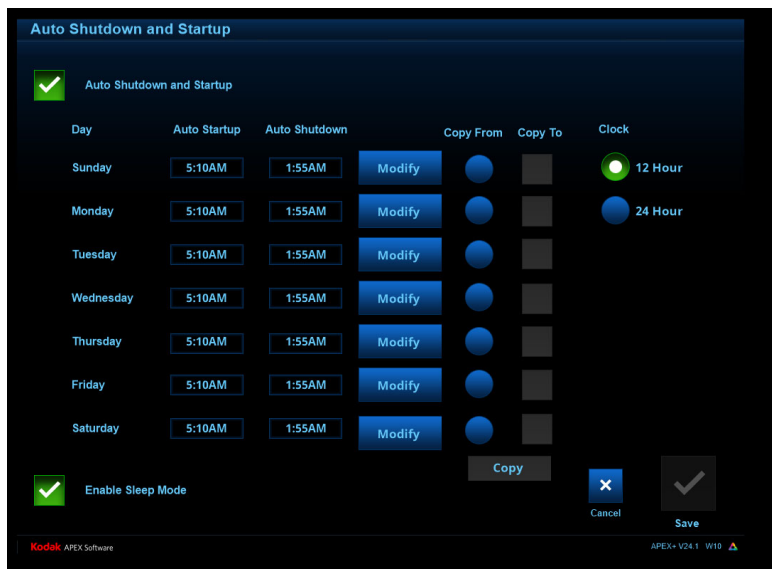 Auto Shutdown and Startup
Auto Shutdown and Startup
Day Auto Startup Auto Shutdown Copy From Copy To Clock
Sunday 5:10AM 1:55AM Modify 12 Hour
Monday 5:10AM 1:55AM Modify 24 Hour
Tuesday 5:10AM 1:55AM Modify
Wednesday 5:10AM 1:55AM Modify
Thursday 5:10AM 1:55AM Modify
Friday 5:10AM 1:55AM Modify
Saturday 5:10AM 1:55AM Modify
Copy
Enable Sleep Mode
Cancel
Save
Kodak APEX Software APEX+ V24.1 W10